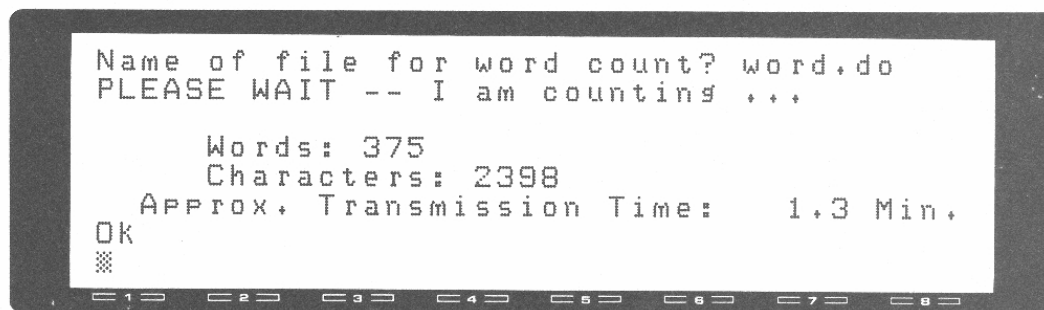 Name of file for word count? word.do
PLEASE WAIT -- I am counting ...
Words: 375
Characters: 2398
Approx. Transmission Time: 1.3 Min.
Ok
1 2 3 4 5 6 7 8